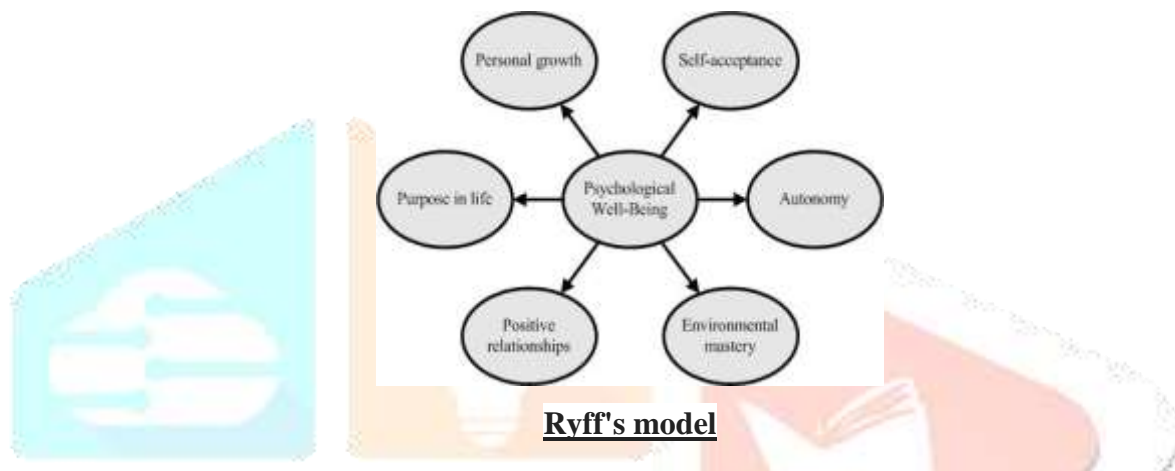 Personal growth
Self-acceptance
Purpose in life
Psychological
Well-Being
Autonomy
Positive
relationships
Environmental
mastery
Ryff's model